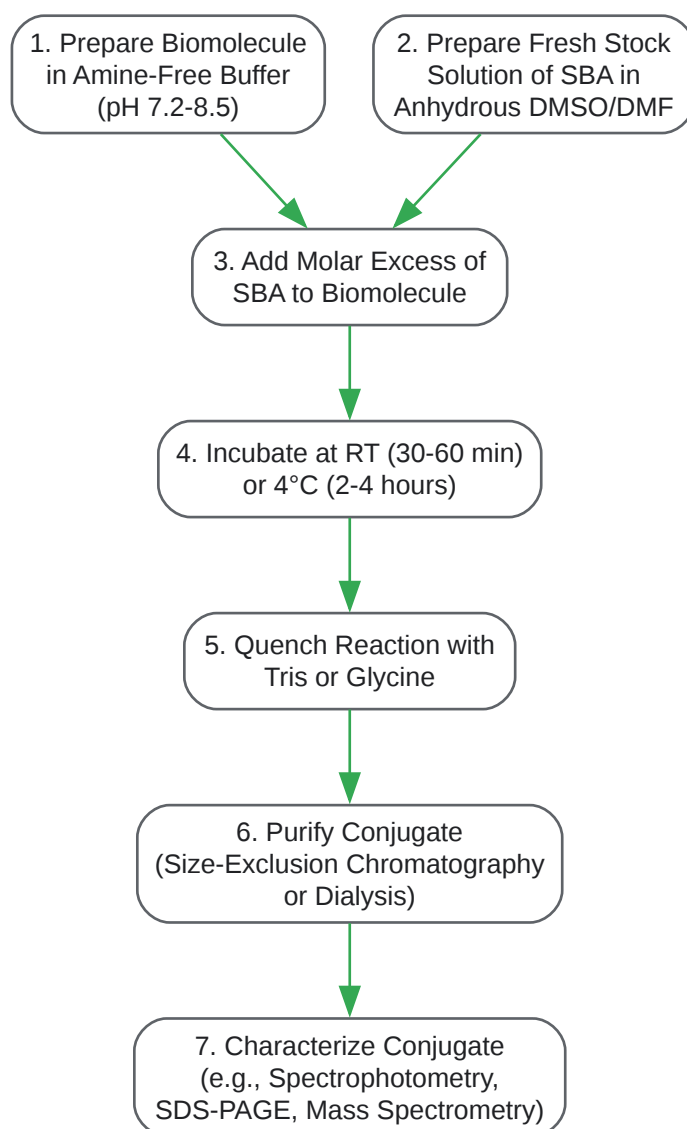 1. Prepare Biomolecule
in Amine-Free Buffer
(pH 7.2-8.5)
2. Prepare Fresh Stock
Solution of SBA in
Anhydrous DMSO/DMF
3. Add Molar Excess of
SBA to Biomolecule
4. Incubate at RT (30-60 min)
or 4°C (2-4 hours)
5. Quench Reaction with
Tris or Glycine
6. Purify Conjugate
(Size-Exclusion Chromatography
or Dialysis)
7. Characterize Conjugate
(e.g., Spectrophotometry,
SDS-PAGE, Mass Spectrometry)